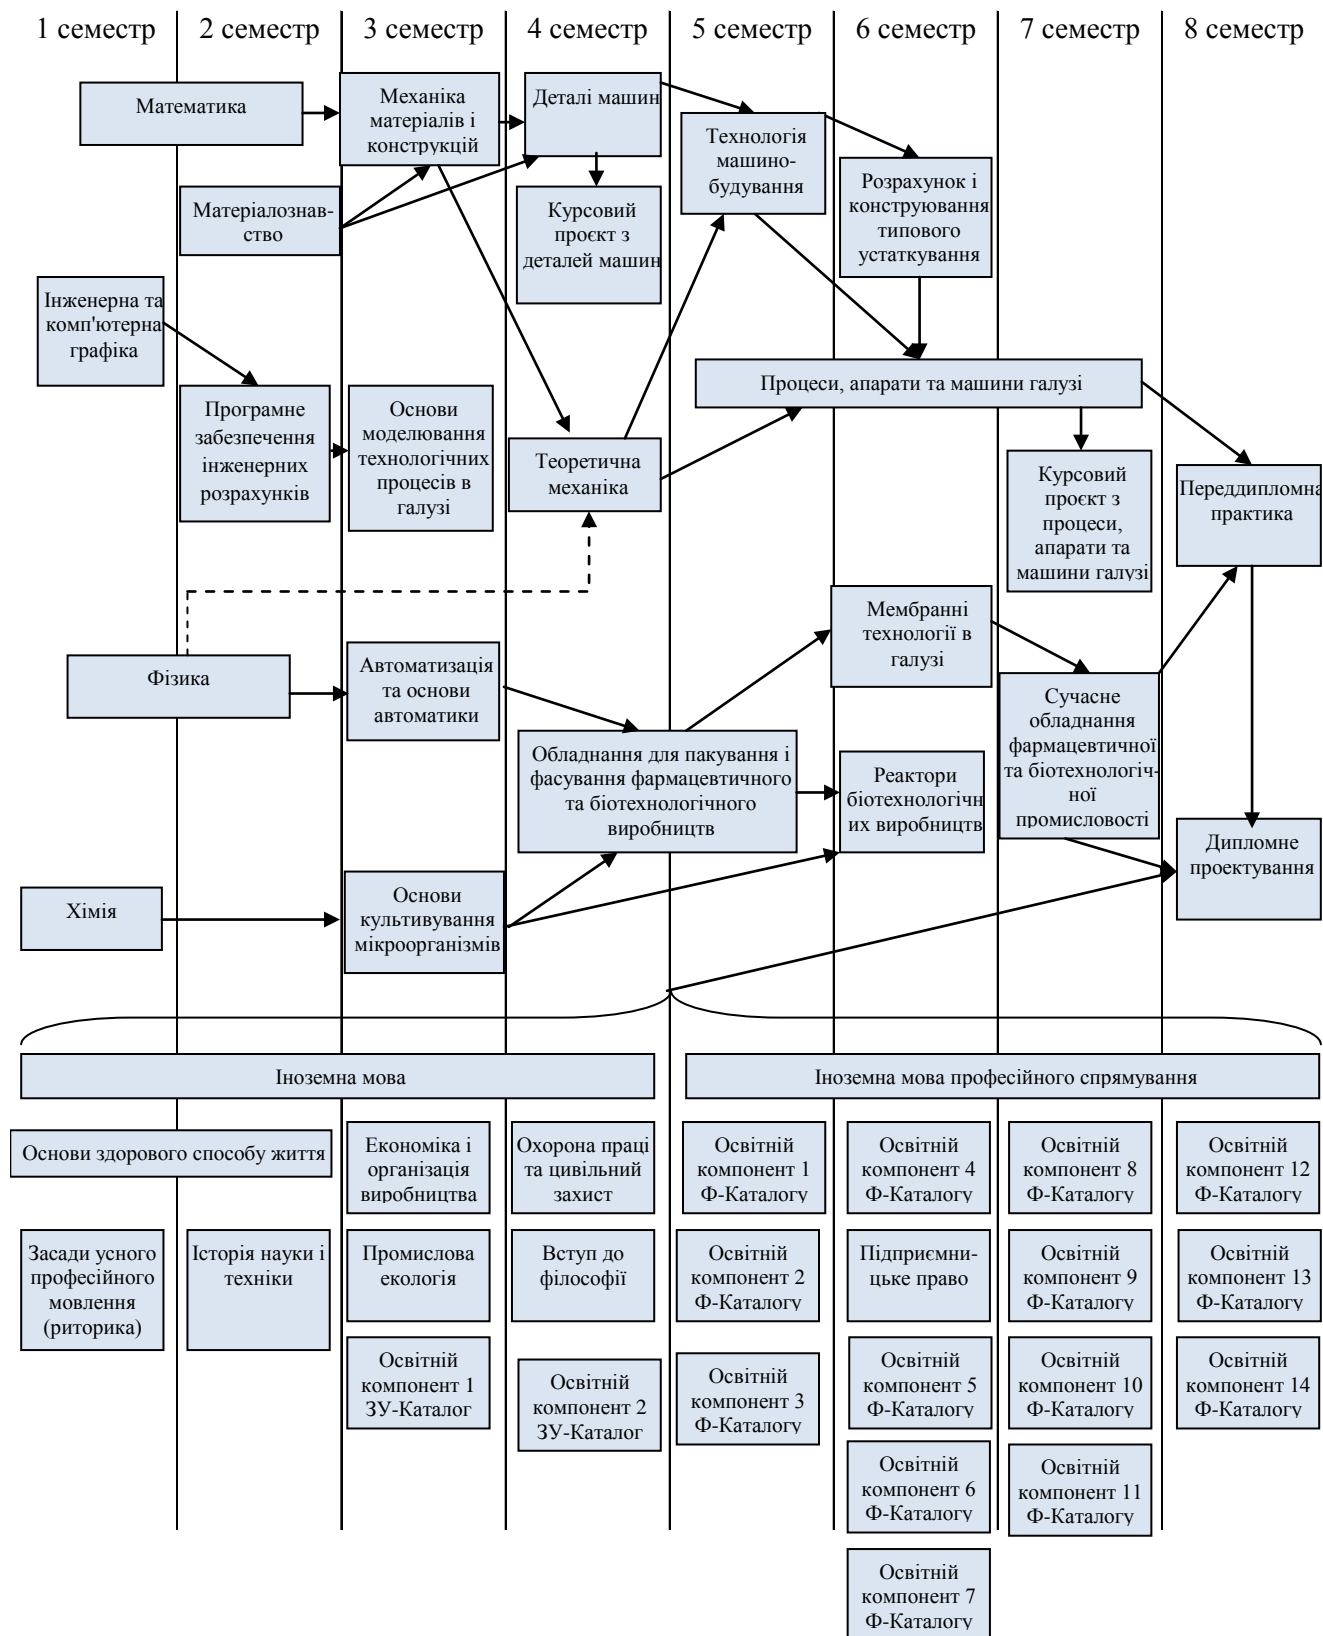 1 семестр
2 семестр
3 семестр
4 семестр
5 семестр
6 семестр
7 семестр
8 семестр
Математика
Механіка
матеріалів і
конструкцій
Деталі машин
Технологія
машино-
будування
Розрахунок і
конструювання
типового
устаткування
Матеріалознав-
ство
Курсовий
проєкт з
деталей машин
Інженерна та
комп'ютерна
графіка
Програмне
забезпечення
інженерних
розрахунків
Основи
моделювання
технологічних
процесів в
галузі
Теоретична
механіка
Процеси, апарати та машини галузі
Курсовий
проєкт з
процеси,
апарати та
машини галузі
Переддипломна
практика
Фізика
Автоматизація
та основи
автоматики
Мембранні
технології в
галузі
Обладнання для пакування і
фасування фармацевтичного
та біотехнологічного
виробництв
Реактори
біотехнологічн
их виробництв
Сучасне
обладнання
фармацевтичної
та біотехнологіч-
ної
промисловості
Дипломне
проектування
Хімія
Основи
культивування
мікроорганізмів
Іноземна мова
Іноземна мова професійного спрямування
Основи здорового способу життя
Економіка і
організація
виробництва
Охорона праці
та цивільний
захист
Освітній
компонент 1
Ф-Каталогу
Освітній
компонент 4
Ф-Каталогу
Освітній
компонент 8
Ф-Каталогу
Освітній
компонент 12
Ф-Каталогу
Засади усного
професійного
мовлення
(риторика)
Історія науки і
техніки
Промислова
екологія
Вступ до
філософії
Освітній
компонент 2
Ф-Каталогу
Підприємни-
цьке право
Освітній
компонент 9
Ф-Каталогу
Освітній
компонент 13
Ф-Каталогу
Освітній
компонент 1
ЗУ-Каталог
Освітній
компонент 2
ЗУ-Каталог
Освітній
компонент 3
Ф-Каталогу
Освітній
компонент 5
Ф-Каталогу
Освітній
компонент 10
Ф-Каталогу
Освітній
компонент 14
Ф-Каталогу
Освітній
компонент 6
Ф-Каталогу
Освітній
компонент 11
Ф-Каталогу
Освітній
компонент 7
Ф-Каталогу